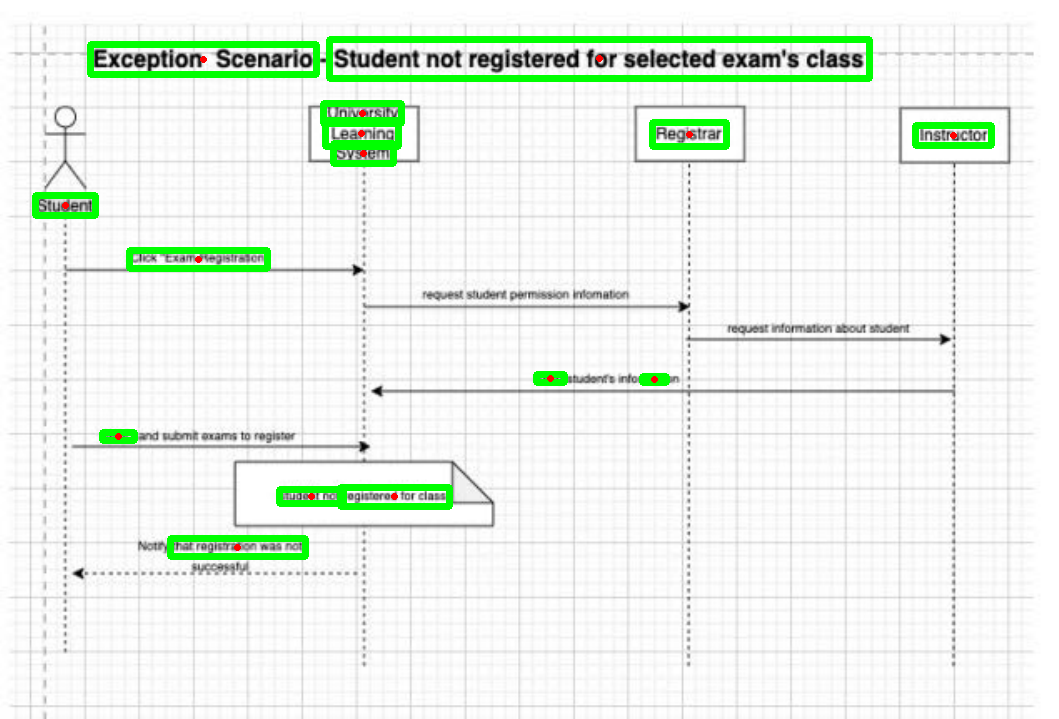 Exception Scenario - Student not registered for selected exam's class
University
Learning
System
Registrar
Instructor
Student
Click "Exam Registration
request student permission infomation
request information about student
student's information
and submit exams to register
student not registered for class
Notify that registration was not
successful